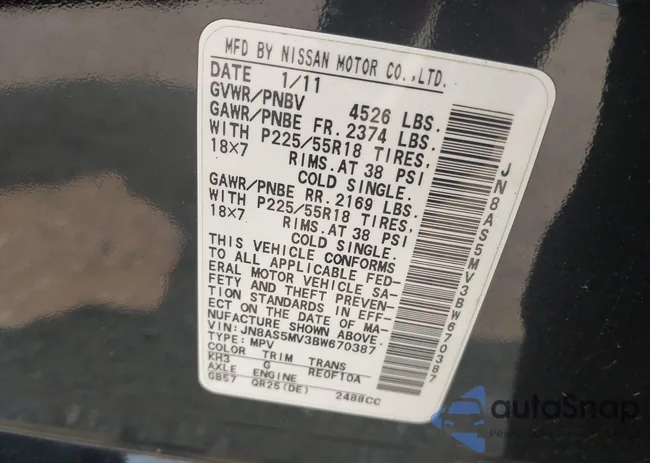 MFD BY NISSAN MOTOR CO.,LTD.
DATE 1/11
GVWR/PNBV 4526 LBS.
GAWR/PNBE FR. 2374 LBS.
WITH P225/55R18 TIRES,
18X7 RIMS.AT 38 PSI
COLD SINGLE.
GAWR/PNBE RR. 2169 LBS.
WITH P225/55R18 TIRES,
18X7 RIMS.AT 38 PSI
COLD SINGLE.
THIS VEHICLE CONFORMS
TO ALL APPLICABLE FED-
ERAL MOTOR VEHICLE SA-
FETY AND THEFT PREVEN-
TION STANDARDS IN EFF-
ECT ON THE DATE OF MA-
NUFACTURE SHOWN ABOVE.
VIN: JN8AS5MV3BW670387
TYPE: MPV
COLOR TRIM TRANS
KH3 G RE0F10A
AXLE ENGINE
GB57 QR25(DE) 2488CC
JN8AS5MV3BW670387
autoSnap